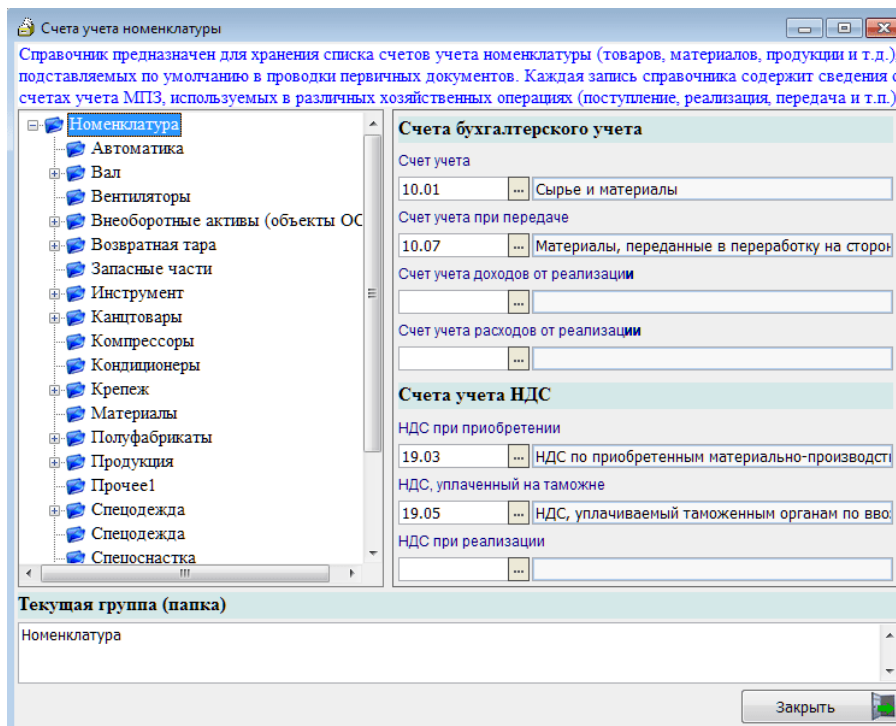 Счета учета номенклатуры
Справочник предназначен для хранения списка счетов учета номенклатуры (товаров, материалов, продукции и т.д.)
подставляемых по умолчанию в проводки первичных документов. Каждая запись справочника содержит сведения о
счетах учета МПЗ, используемых в различных хозяйственных операциях (поступление, реализация, передача и т.п.)
Номенклатура
Автоматика
Вал
Вентиляторы
Внеоборотные активы (объекты ОС
Возвратная тара
Запасные части
Инструмент
Канцтовары
Компрессоры
Кондиционеры
Крепеж
Материалы
Полуфабрикаты
Продукция
Прочее1
Спецодежда
Спецодежда
Спецоснастка
Счета бухгалтерского учета
Счет учета
10.01 ... Сырье и материалы
Счет учета при передаче
10.07 ... Материалы, переданные в переработку на сторон
Счет учета доходов от реализации
...
Счет учета расходов от реализации
...
Счета учета НДС
НДС при приобретении
19.03 ... НДС по приобретенным материально-производст
НДС, уплаченный на таможне
19.05 ... НДС, уплачиваемый таможенным органам по вво
НДС при реализации
...
Текущая группа (папка)
Номенклатура
Закрыть